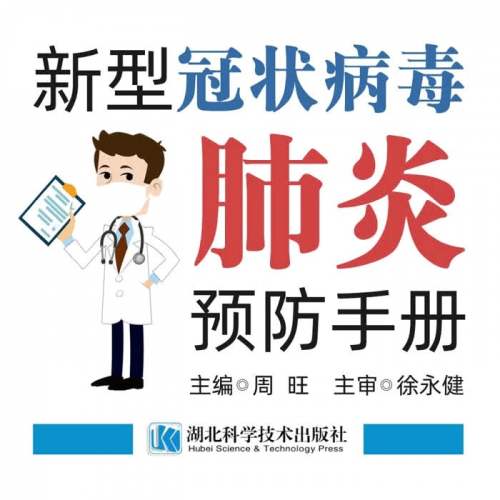 新型冠状病毒
肺炎
预防手册
主编◎周 旺 主审◎徐永健
湖北科学技术出版社
Hubei Science & Technology Press